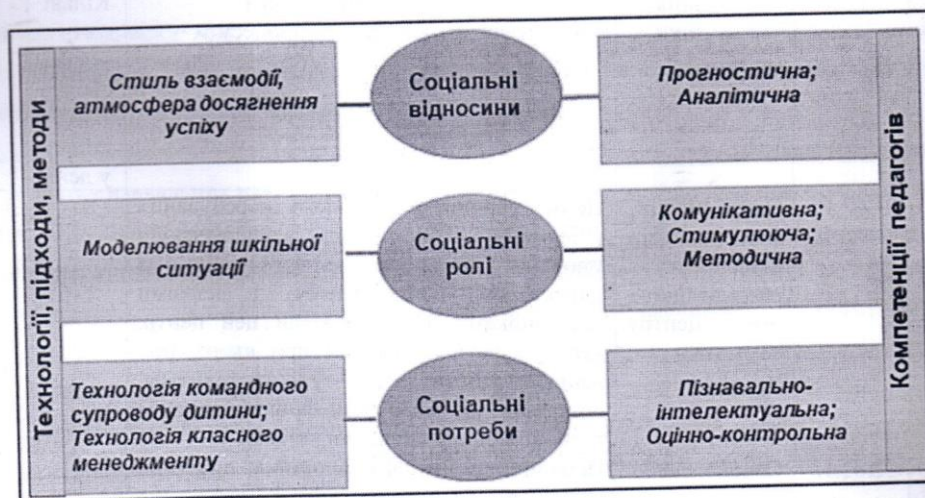 Технології, підходи, методи
Стиль взаємодії,
атмосфера досягнення
успіху
Соціальні
відносини
Прогностична;
Аналітична
Моделювання шкільної
ситуації
Соціальні
ролі
Комунікативна;
Стимулююча;
Методична
Технологія командного
супроводу дитини;
Технологія класного
менеджменту
Соціальні
потреби
Пізнавально-
інтелектуальна;
Оцінно-контрольна
Компетенції педагогів